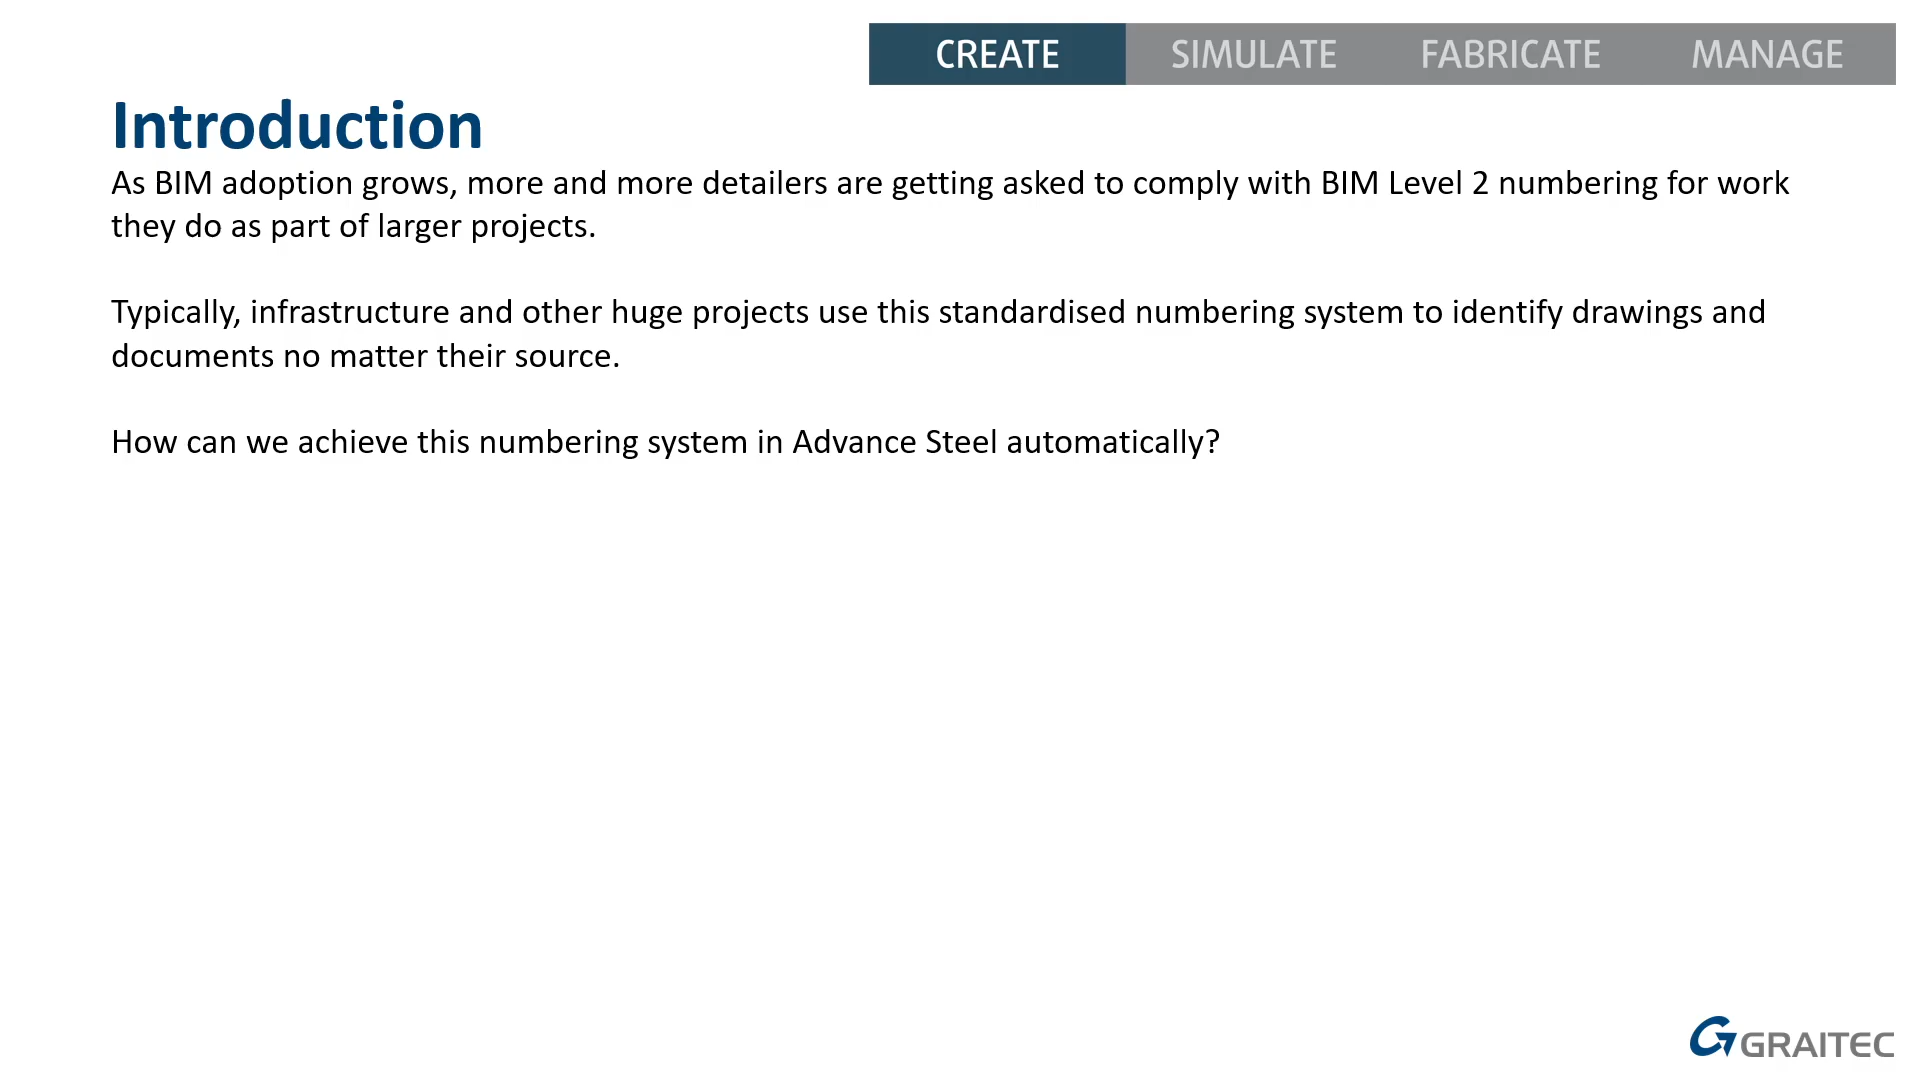 CREATE SIMULATE FABRICATE MANAGE
Introduction
As BIM adoption grows, more and more detailers are getting asked to comply with BIM Level 2 numbering for work
they do as part of larger projects.
Typically, infrastructure and other huge projects use this standardised numbering system to identify drawings and
documents no matter their source.
How can we achieve this numbering system in Advance Steel automatically?
GRAITEC